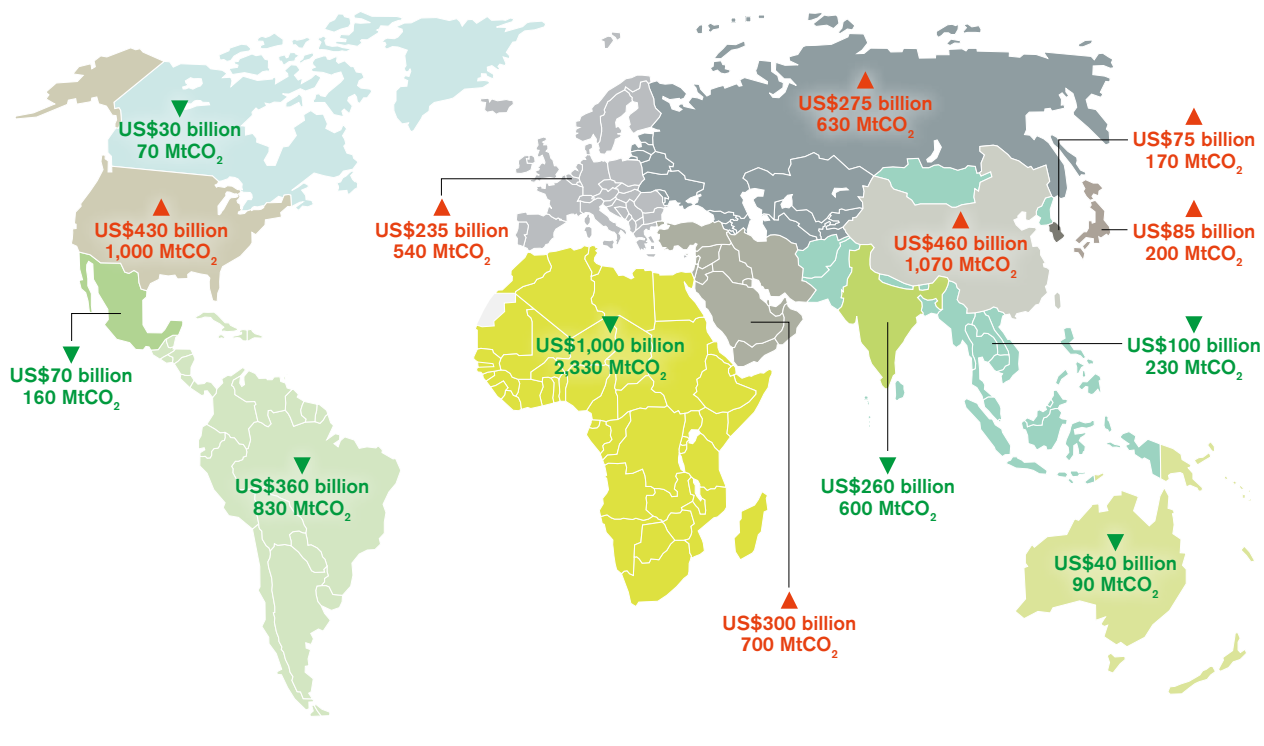 US$30 billion
70 MtCO₂
US$275 billion
630 MtCO₂
US$75 billion
170 MtCO₂
US$430 billion
1,000 MtCO₂
US$235 billion
540 MtCO₂
US$460 billion
1,070 MtCO₂
US$85 billion
200 MtCO₂
US$70 billion
160 MtCO₂
US$1,000 billion
2,330 MtCO₂
US$100 billion
230 MtCO₂
US$360 billion
830 MtCO₂
US$260 billion
600 MtCO₂
US$40 billion
90 MtCO₂
US$300 billion
700 MtCO₂